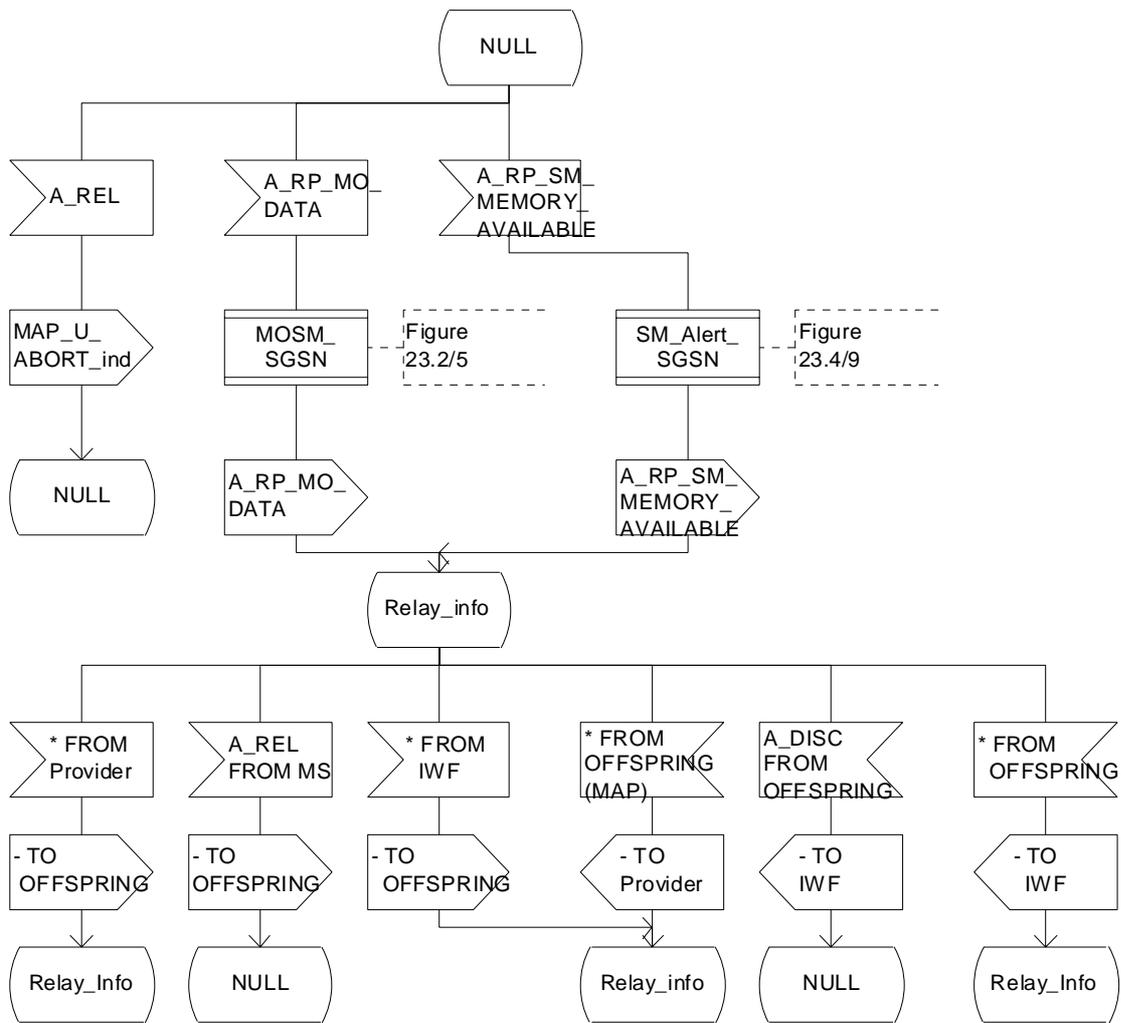 NULL
A_REL
A_RP_MO_
DATA
A_RP_SM_
MEMORY_
AVAILABLE
MAP_U_
ABORT_ind
MOSM_
SGSN
Figure
23.2/5
SM_Alert_
SGSN
Figure
23.4/9
NULL
A_RP_MO_
DATA
A_RP_SM_
MEMORY_
AVAILABLE
Relay_info
* FROM
Provider
A_REL
FROM MS
* FROM
IWF
* FROM
OFFSPRING
(MAP)
A_DISC
FROM
OFFSPRING
* FROM
OFFSPRING
- TO
OFFSPRING
- TO
OFFSPRING
- TO
OFFSPRING
- TO
Provider
- TO
IWF
- TO
IWF
Relay_Info
NULL
Relay_info
NULL
Relay_Info